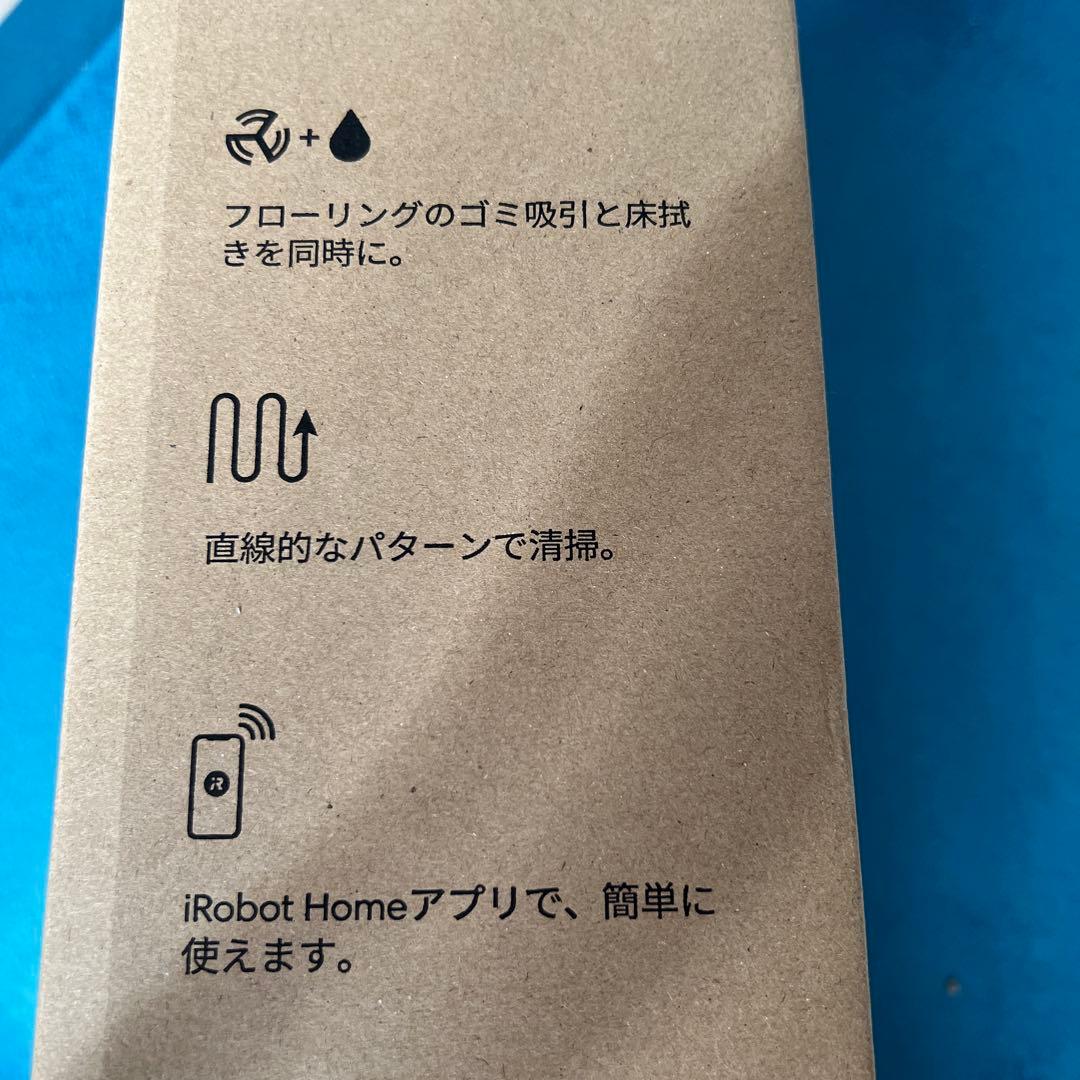 フローリングのゴミ吸引と床拭
きを同時に。
直線的なパターンで清掃。
iR
iRobot Homeアプリで、簡単に
使えます。